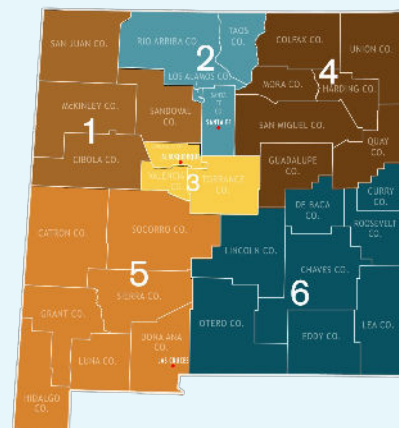 SAN JUAN CO.
RIO ARRIBA CO.
TAOS
CO.
COLFAX CO.
UNION CO.
2
LOS ALAMOS CO.
4
MORA CO.
HARDING CO.
McKINLEY CO.
SANDOVAL
CO.
SANTA FE
1
SAN MIGUEL CO.
QUAY
CO.
CIBOLA CO.
GUADALUPE
CO.
VALENCIA
CO.
3
TORRANCE
CO.
CURRY
CO.
DE BACA
CO.
ROOSEVELT
CO.
CATRON CO.
SOCORRO CO.
LINCOLN CO.
CHAVES CO.
5
6
SIERRA CO.
GRANT CO.
OTERO CO.
EDDY CO.
LEA CO.
LUNA CO.
DONA ANA
CO.
LAS CRUCES
HIDALGO
CO.